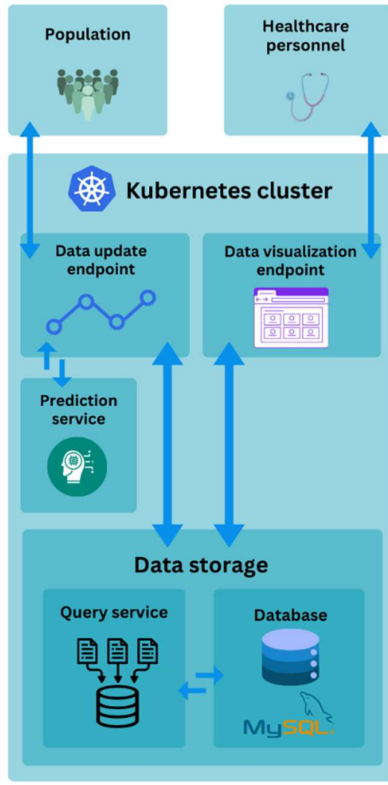 Population
Healthcare
personnel
Kubernetes cluster
Data update
endpoint
Data visualization
endpoint
Prediction
service
Data storage
Query service
Database
MySQL